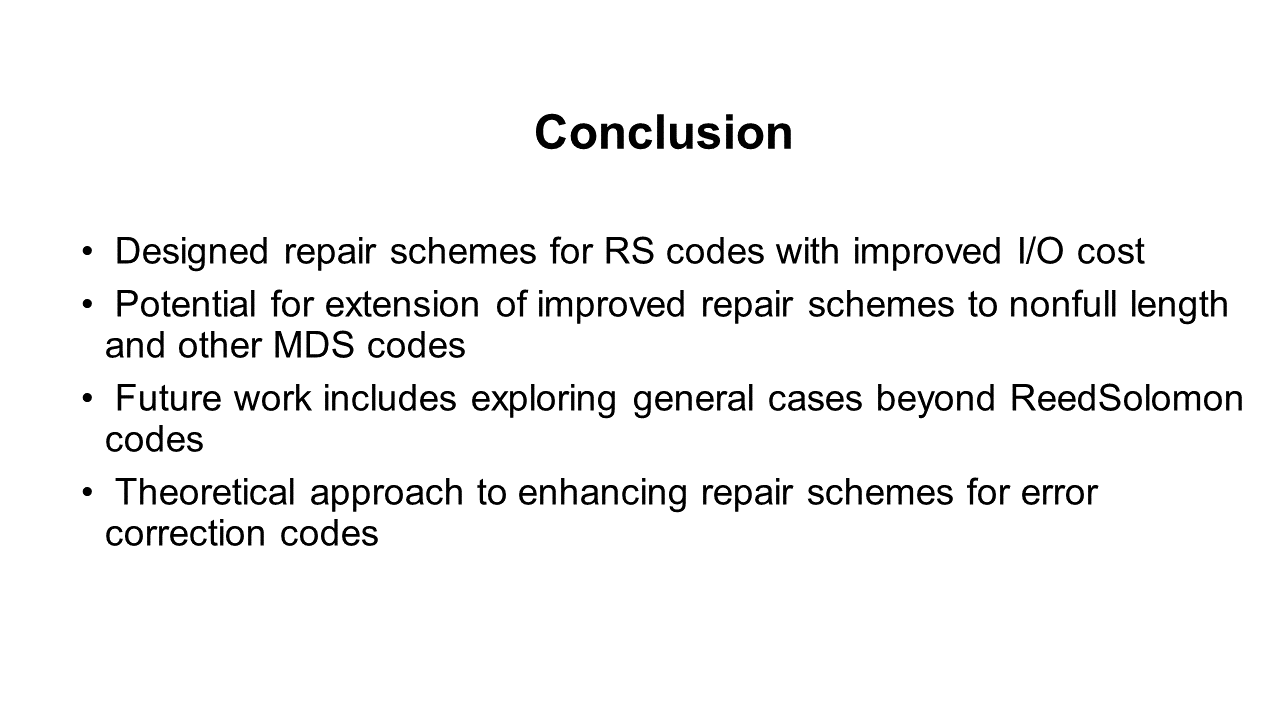 Conclusion
• Designed repair schemes for RS codes with improved I/O cost
• Potential for extension of improved repair schemes to nonfull length
and other MDS codes
• Future work includes exploring general cases beyond ReedSolomon
codes
• Theoretical approach to enhancing repair schemes for error
correction codes